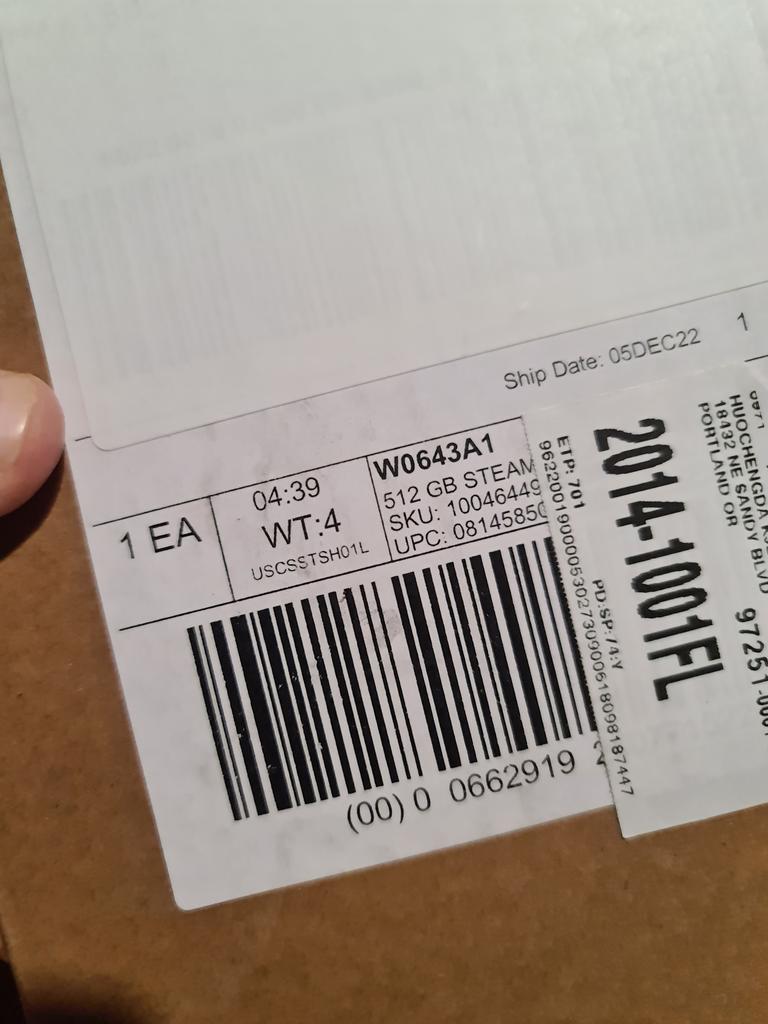 Ship Date: 05DEC22
1
1 EA
04:39
WT:4
USCSSTSH01L
W0643A1
512 GB STEAM
SKU: 10046449
UPC: 08145850
(00) 0 0662919
ETP: 701
9622001900005302730900618098187447
PD:SP:74:Y
2014-1001FL
HUOCHENGDA
18432 NE SANDY BLVD
PORTLAND OR
97251-